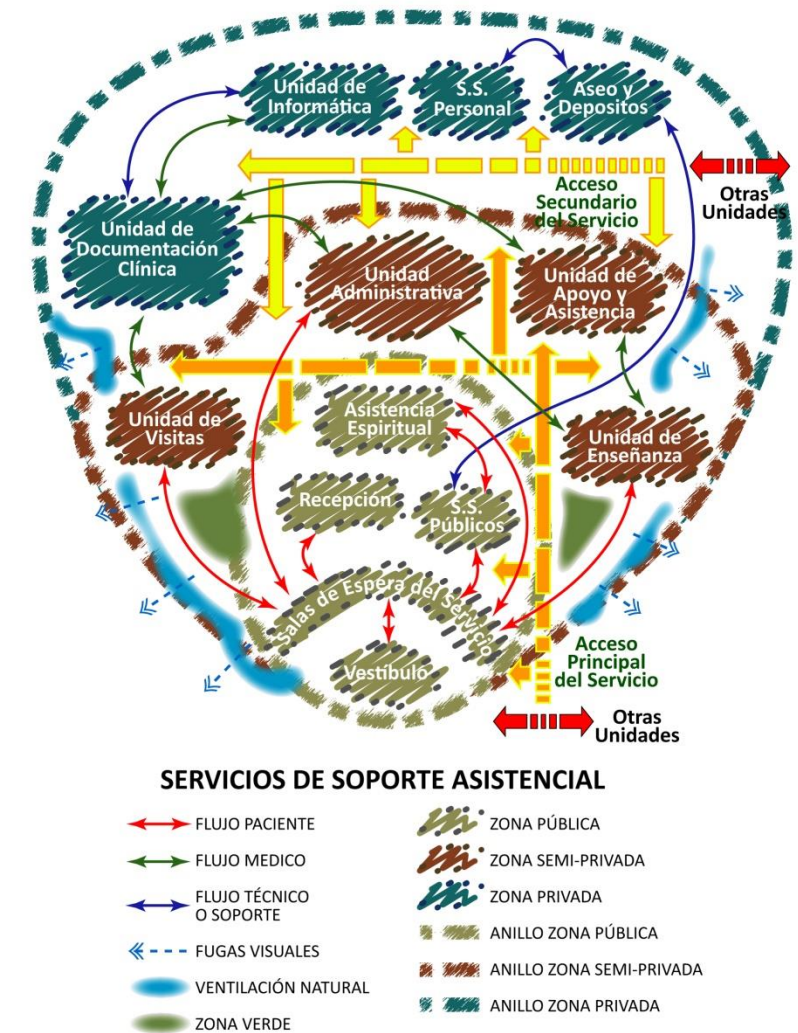 Unidad de
Informática
S.S.
Personal
Aseo y
Depositos
Acceso
Secundario
del Servicio
Otras
Unidades
Unidad de
Documentación
Clínica
Unidad
Administrativa
Unidad de
Apoyo y
Asistencia
Unidad de
Visitas
Asistencia
Espiritual
Unidad de
Enseñanza
Recepción
S.S.
Públicos
Salas de Espera del Servicio
Vestíbulo
Acceso
Principal
del Servicio
Otras
Unidades
SERVICIOS DE SOPORTE ASISTENCIAL
FLUJO PACIENTE
FLUJO MEDICO
FLUJO TÉCNICO
O SOPORTE
FUGAS VISUALES
VENTILACIÓN NATURAL
ZONA VERDE
ZONA PÚBLICA
ZONA SEMI-PRIVADA
ZONA PRIVADA
ANILLO ZONA PÚBLICA
ANILLO ZONA SEMI-PRIVADA
ANILLO ZONA PRIVADA